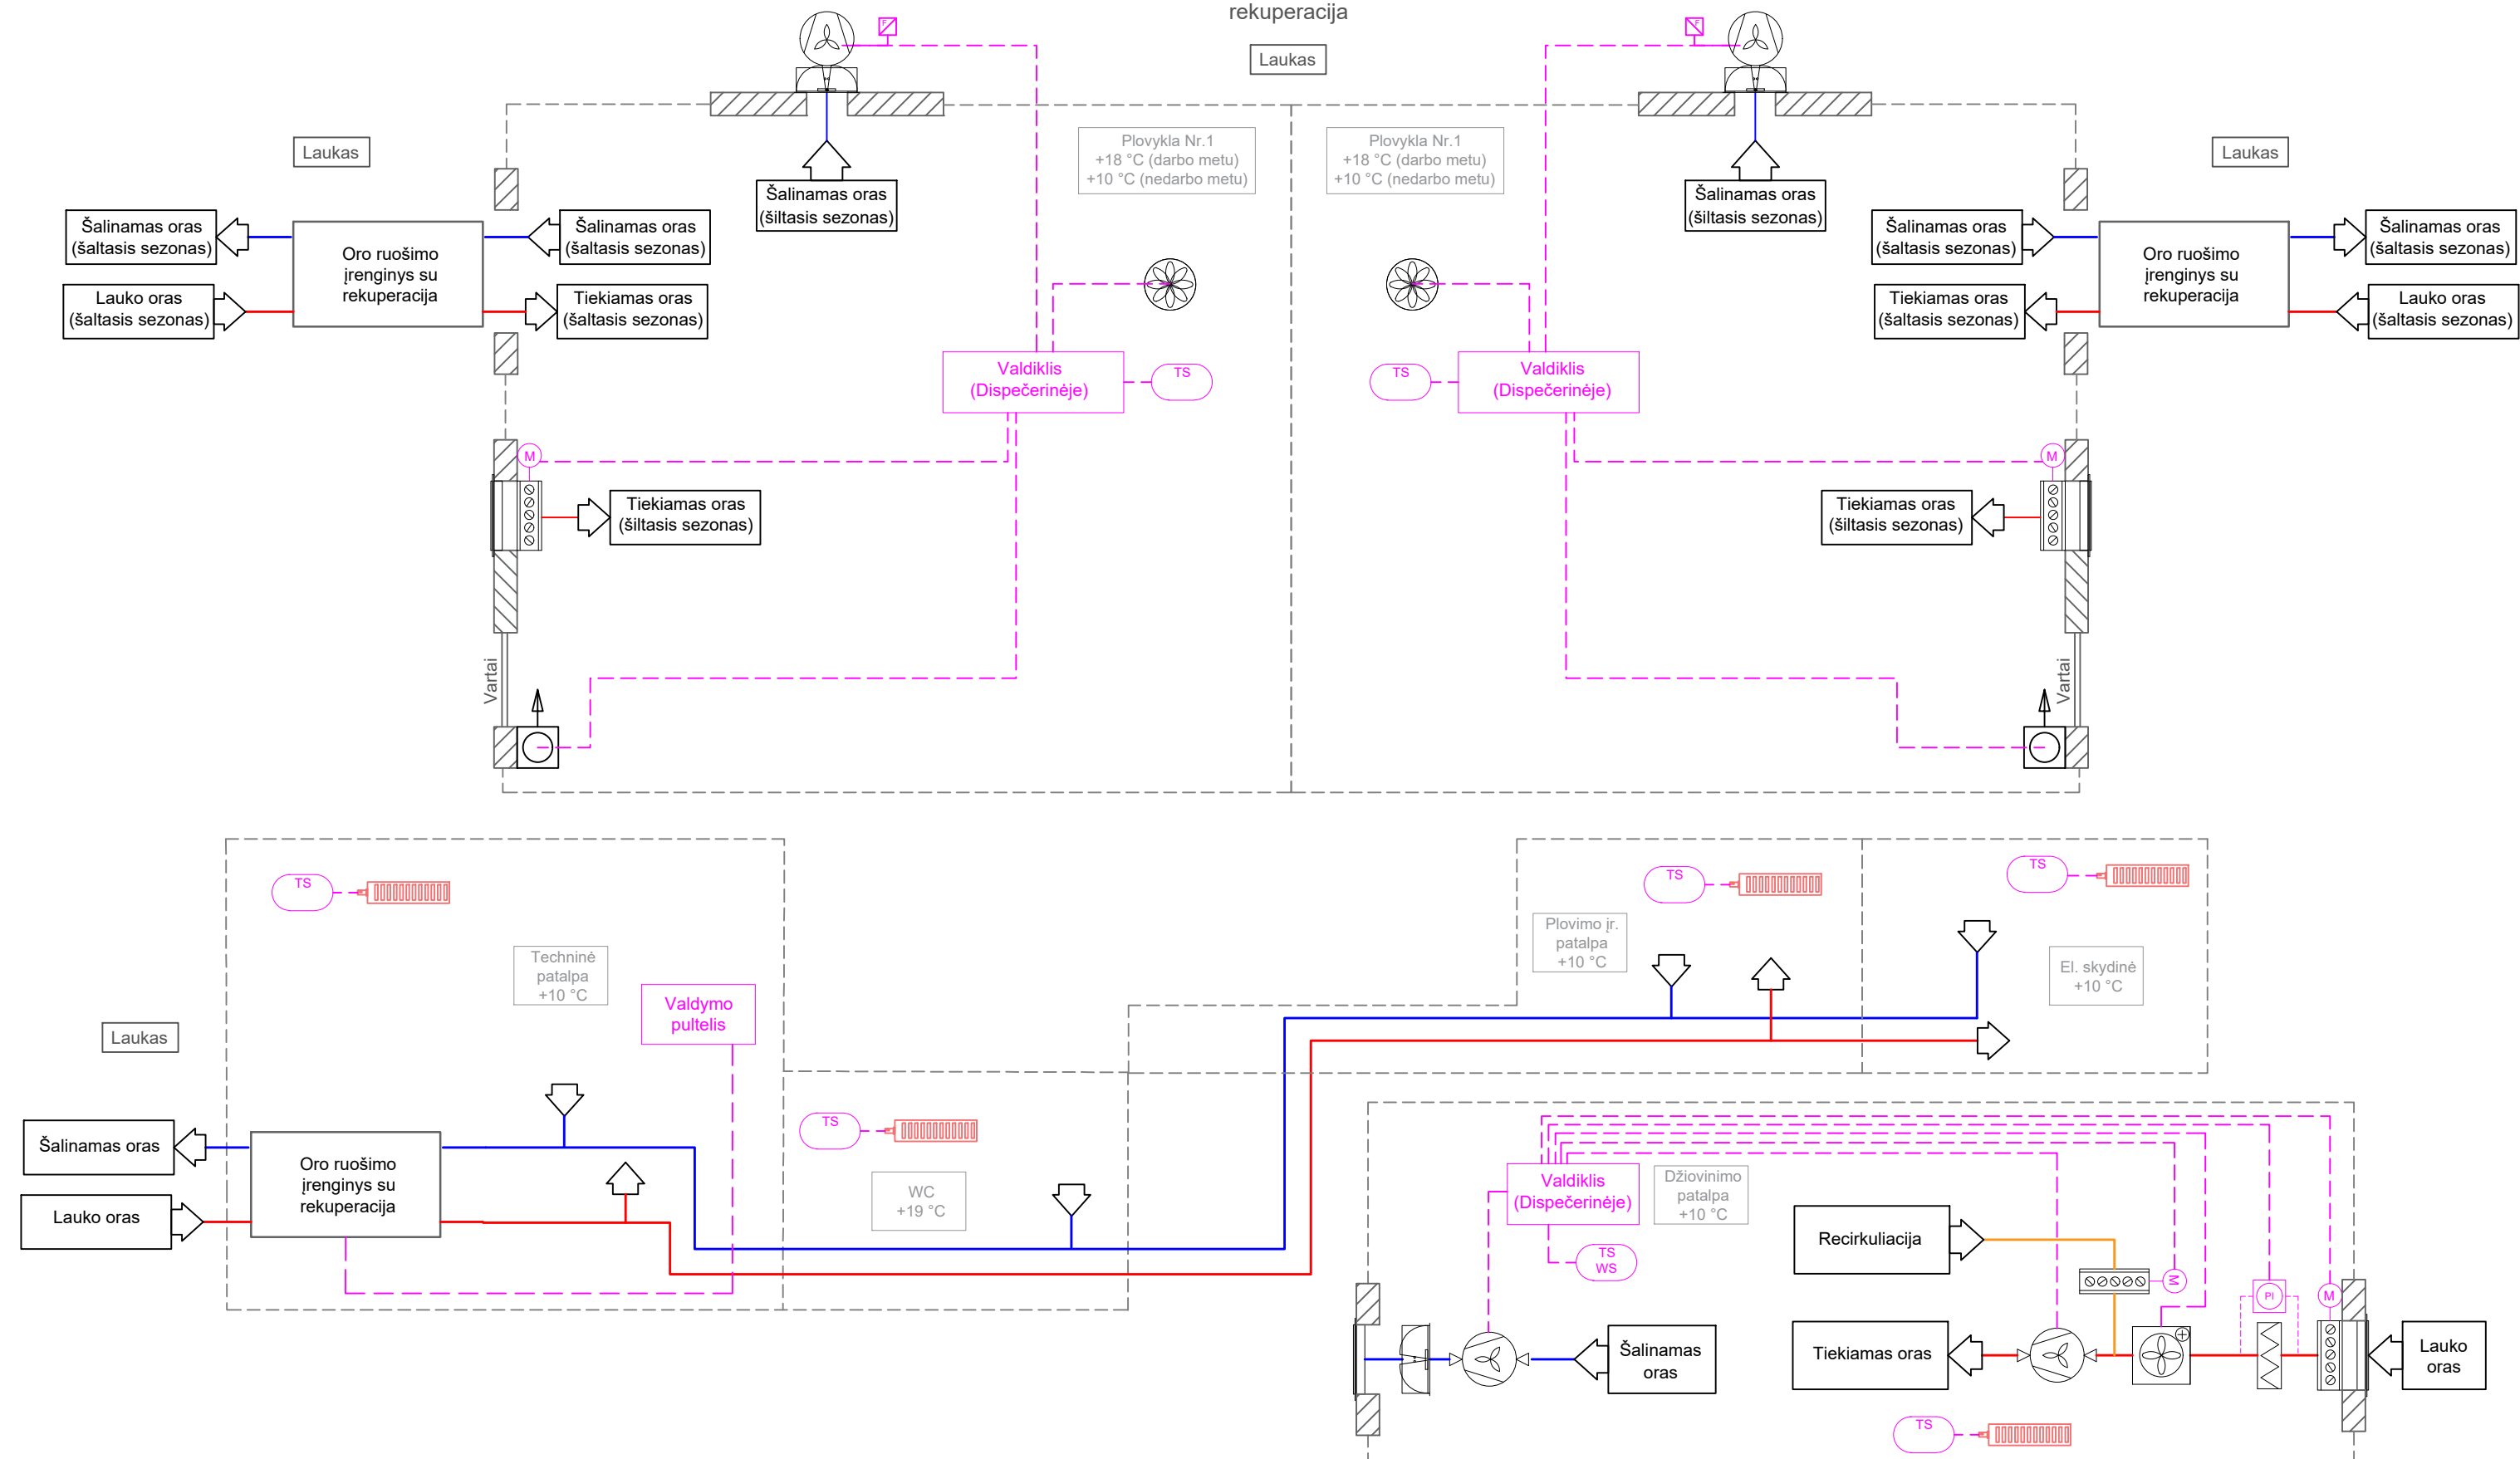 rekuperacija
F
F
Laukas
Laukas
Laukas
Plovykla Nr.1
+18 °C (darbo metu)
+10 °C (nedarbo metu)
Plovykla Nr.1
+18 °C (darbo metu)
+10 °C (nedarbo metu)
Šalinamas oras
(šiltasis sezonas)
Šalinamas oras
(šiltasis sezonas)
Šalinamas oras
(šaltasis sezonas)
Oro ruošimo
įrenginys su
rekuperacija
Šalinamas oras
(šaltasis sezonas)
Lauko oras
(šaltasis sezonas)
Tiekiamas oras
(šaltasis sezonas)
Šalinamas oras
(šaltasis sezonas)
Oro ruošimo
įrenginys su
rekuperacija
Šalinamas oras
(šaltasis sezonas)
Tiekiamas oras
(šaltasis sezonas)
Lauko oras
(šaltasis sezonas)
Valdiklis
(Dispečerinėje)
TS
TS
Valdiklis
(Dispečerinėje)
M
M
Tiekiamas oras
(šiltasis sezonas)
Tiekiamas oras
(šiltasis sezonas)
Vartai
Vartai
TS
TS
TS
Techninė
patalpa
+10 °C
Plovimo įr.
patalpa
+10 °C
El. skydinė
+10 °C
Valdymo
pultelis
Laukas
TS
Šalinamas oras
Oro ruošimo
įrenginys su
rekuperacija
Lauko oras
WC
+19 °C
Valdiklis
(Dispečerinėje)
Džiovinimo
patalpa
+10 °C
TS
WS
Recirkuliacija
M
PI
M
Šalinamas
oras
Tiekiamas oras
Lauko
oras
TS